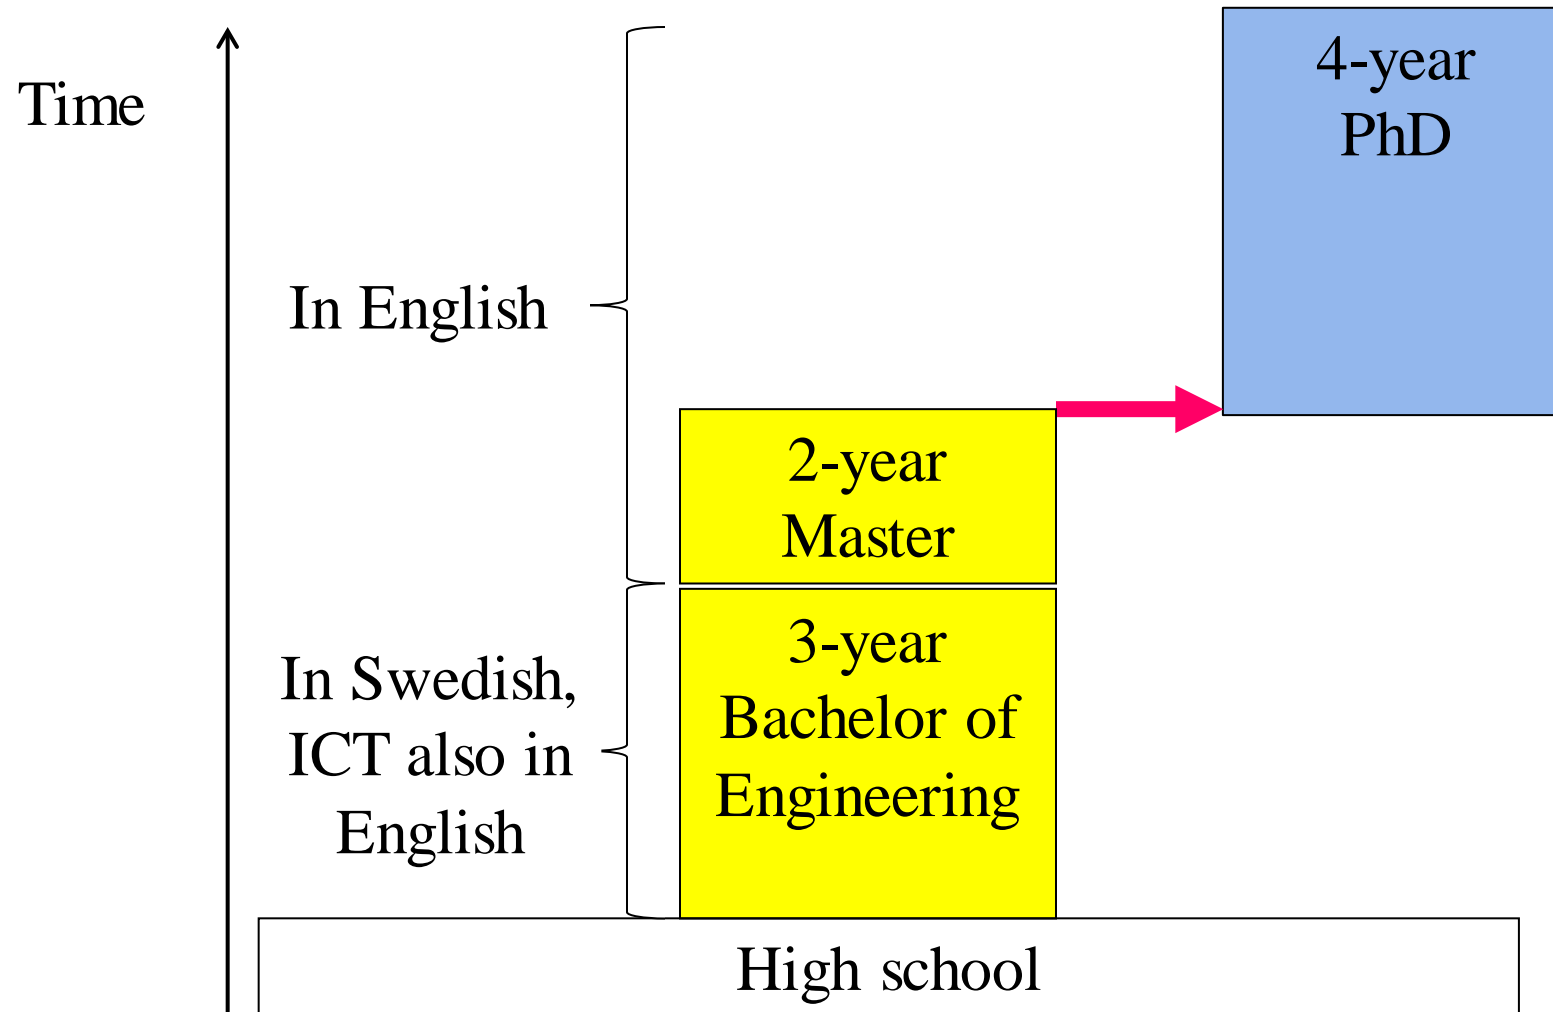 Time
4-year
PhD
In English
2-year
Master
In Swedish,
ICT also in
English
3-year
Bachelor of
Engineering
High school